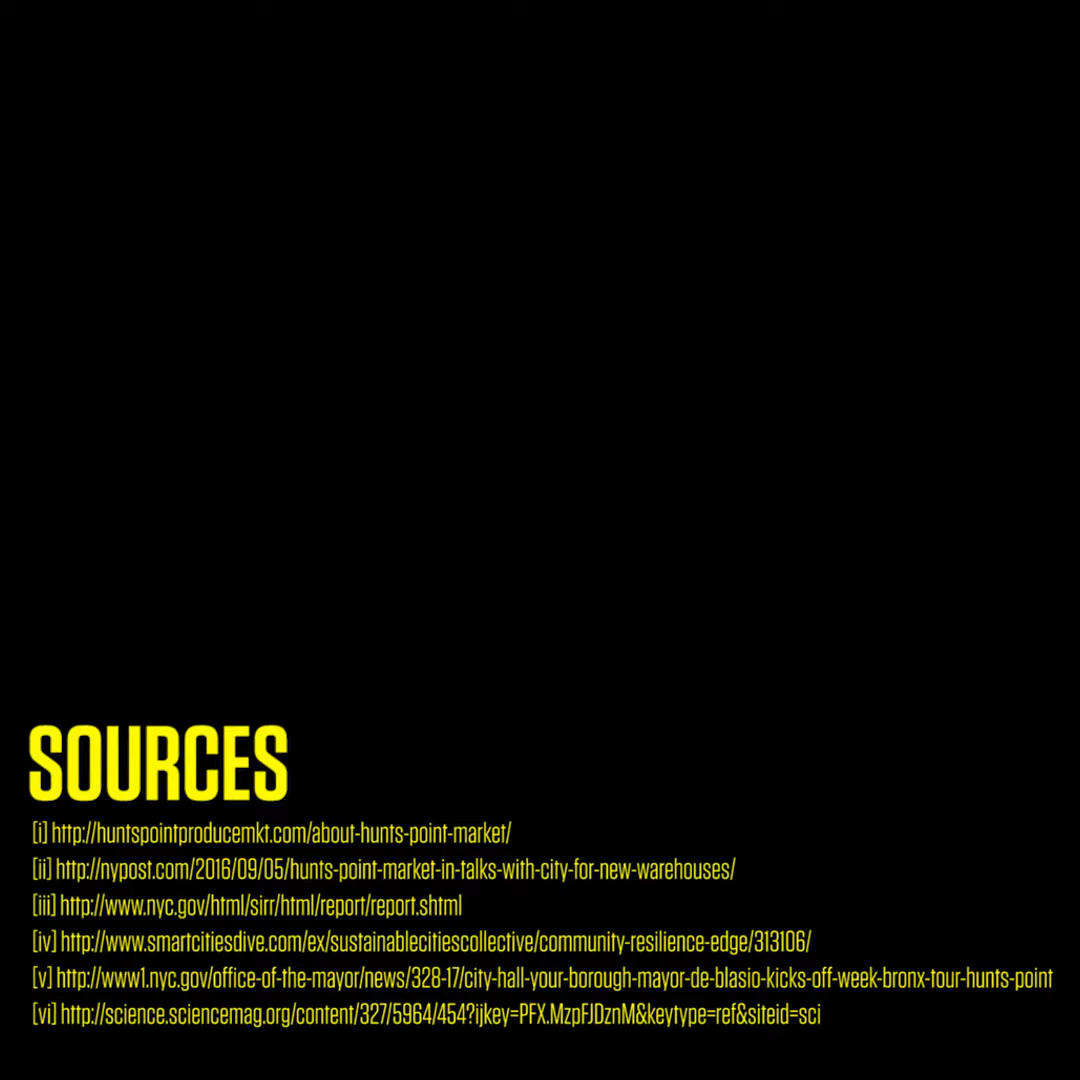 SOURCES
[i] http://huntspointproducemkt.com/about-hunts-point-market/
[ii] http://nypost.com/2016/09/05/hunts-point-market-in-talks-with-city-for-new-warehouses/
[iii] http://www.nyc.gov/html/sirr/html/report/report.shtml
[iv] http://www.smartcitiesdive.com/ex/sustainablecitiescollective/community-resilience-edge/313106/
[v] http://www1.nyc.gov/office-of-the-mayor/news/328-17/city-hall-your-borough-mayor-de-blasio-kicks-off-week-bronx-tour-hunts-point
[vi] http://science.sciencemag.org/content/327/5964/454?ijkey=PFX.MzpFJDznM&keytype=ref&siteid=sci